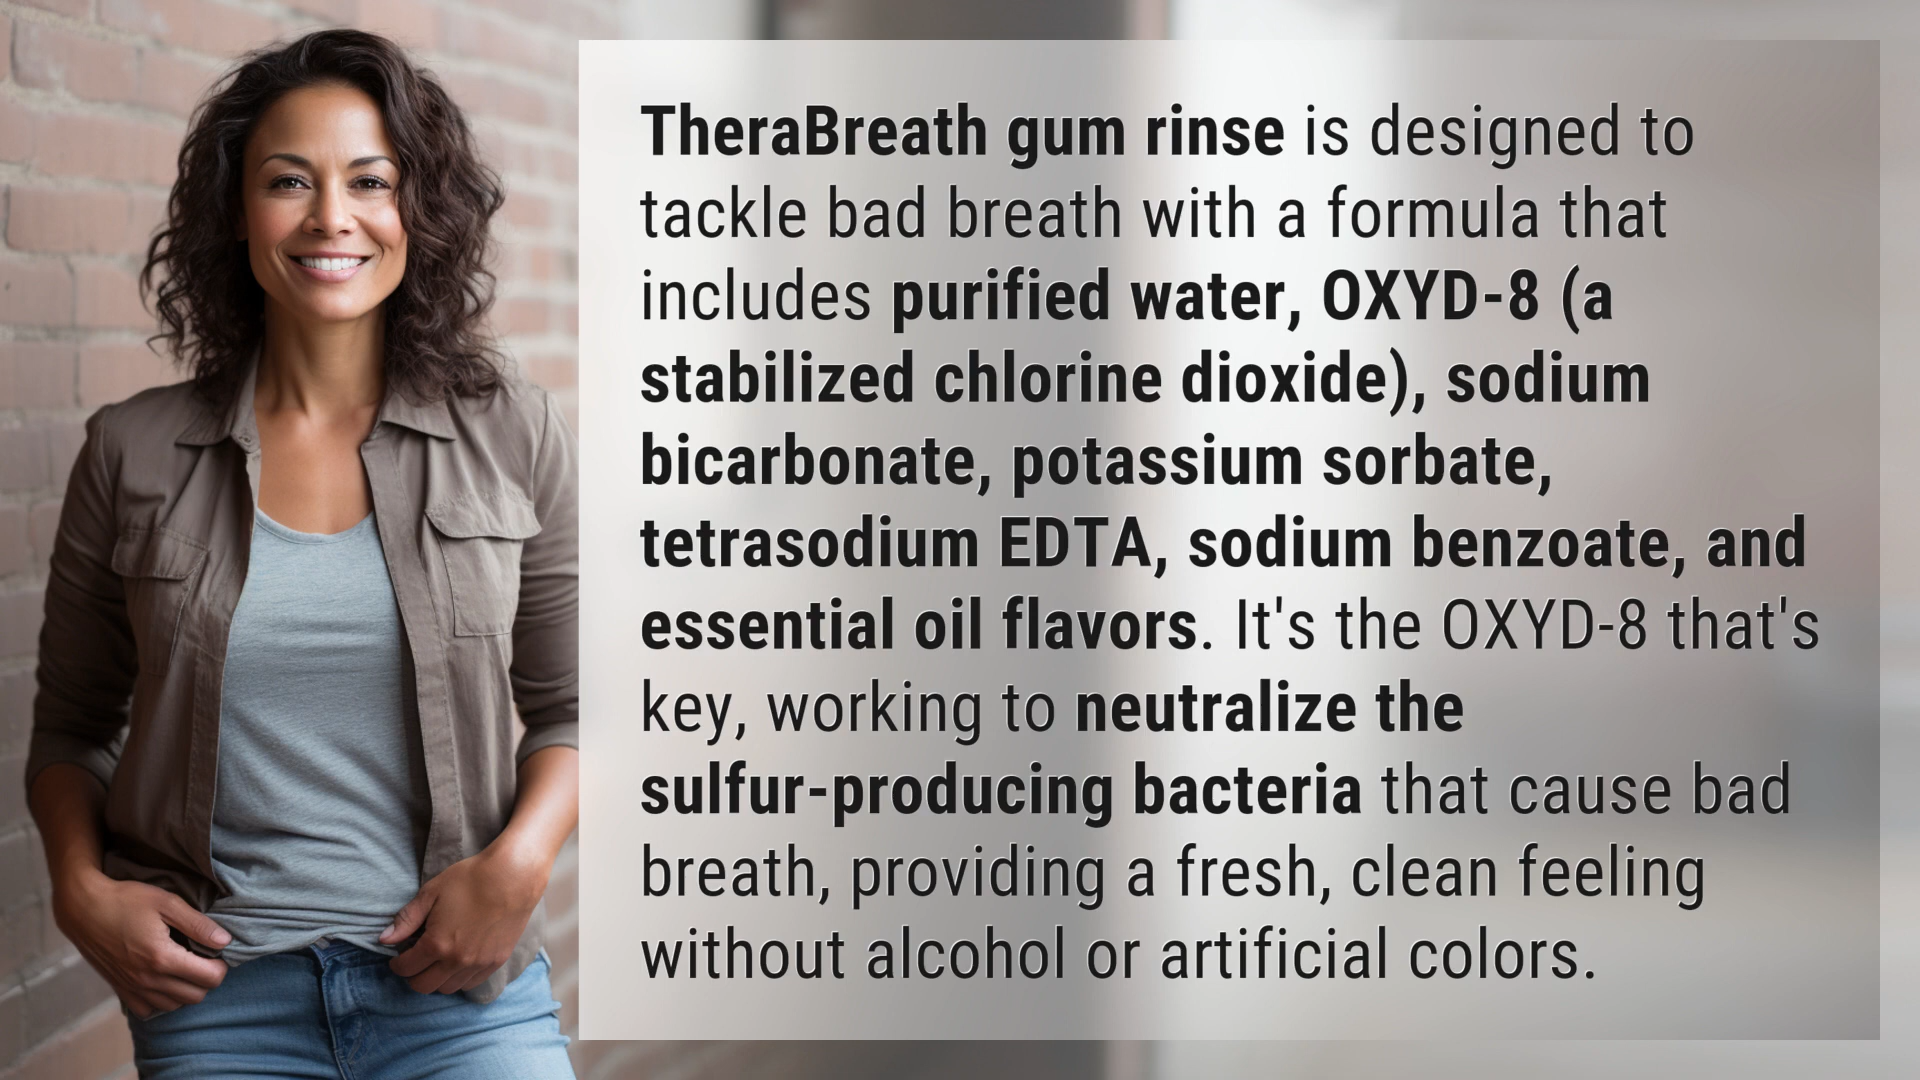 TheraBreath gum rinse is designed to
tackle bad breath with a formula that
includes purified water, OXYD-8 (a
stabilized chlorine dioxide), sodium
bicarbonate, potassium sorbate,
tetrasodium EDTA, sodium benzoate, and
essential oil flavors. It's the OXYD-8 that's
key, working to neutralize the
sulfur-producing bacteria that cause bad
breath, providing a fresh, clean feeling
without alcohol or artificial colors.